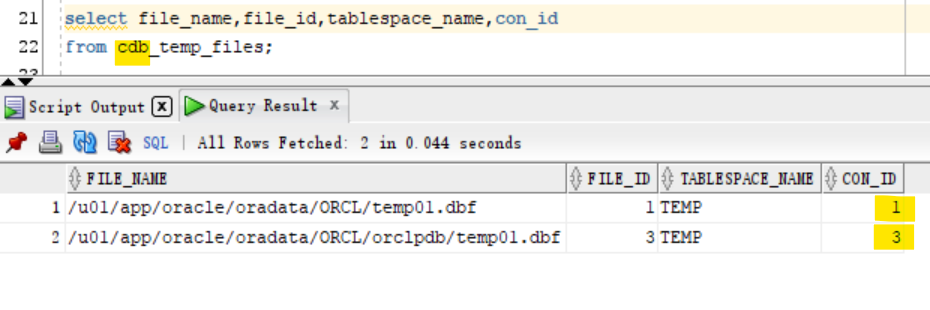 21 select file_name,file_id,tablespace_name,con_id
22 from cdb_temp_files;
23
Script Output x Query Result x
SQL | All Rows Fetched: 2 in 0.044 seconds
FILE_NAME FILE_ID TABLESPACE_NAME CON_ID
1 /u01/app/oracle/oradata/ORCL/temp01.dbf 1 TEMP 1
2 /u01/app/oracle/oradata/ORCL/orclpdb/temp01.dbf 3 TEMP 3